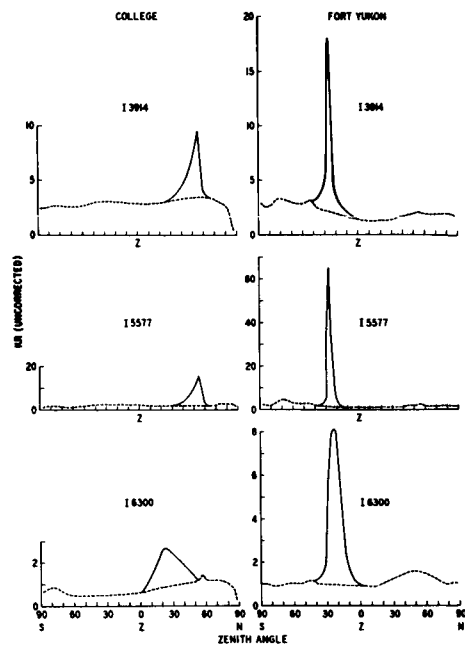 COLLEGE
FORT YUKON
I 3914
I 3914
10
5
0
Z
20
15
10
5
0
Z
KR (UNCORRECTED)
I 5577
I 5577
20
0
Z
60
40
20
0
Z
I 6300
I 6300
2
0
8
6
4
2
0
90 60 30 0 30 60 90
S Z N
90 60 30 0 30 60 90
S Z N
ZENITH ANGLE